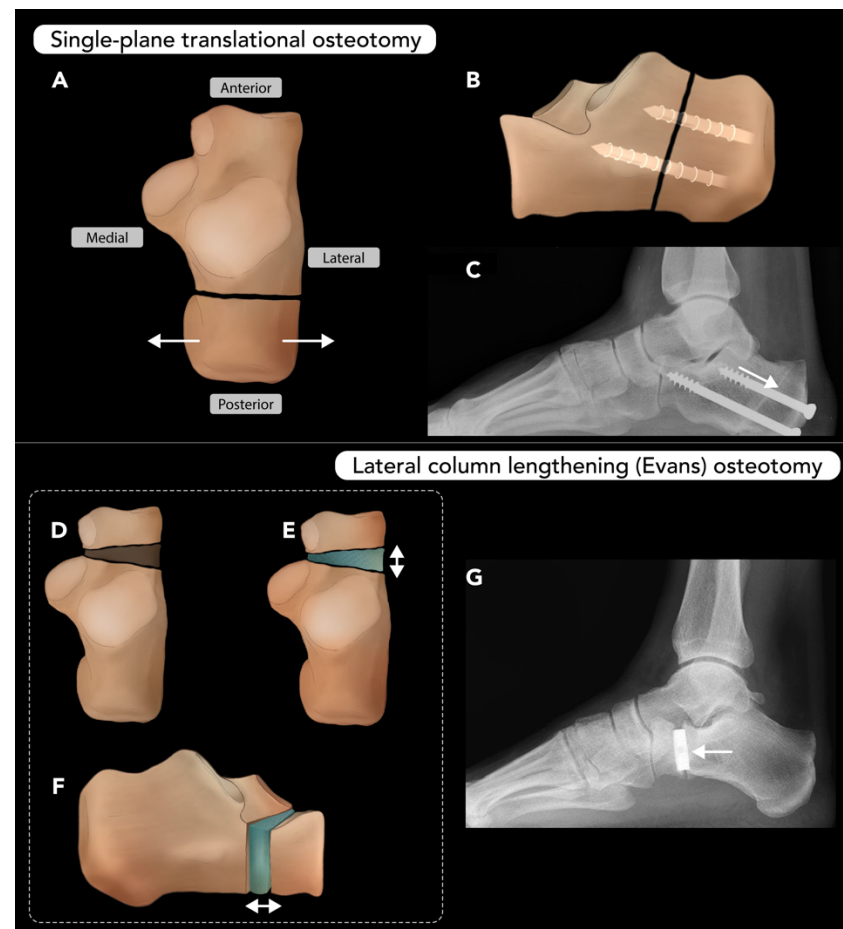 Single-plane translational osteotomy
A
Anterior
B
Medial
Lateral
C
Posterior
Lateral column lengthening (Evans) osteotomy
D
E
G
F